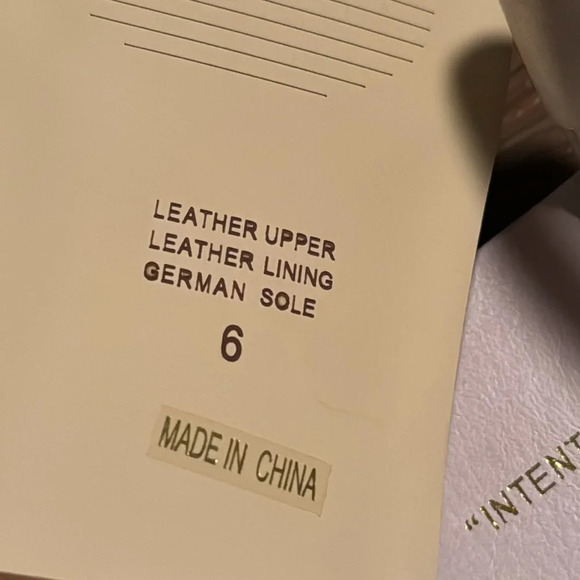 LEATHER UPPER
LEATHER LINING
GERMAN SOLE
6
MADE IN CHINA
"INTENT